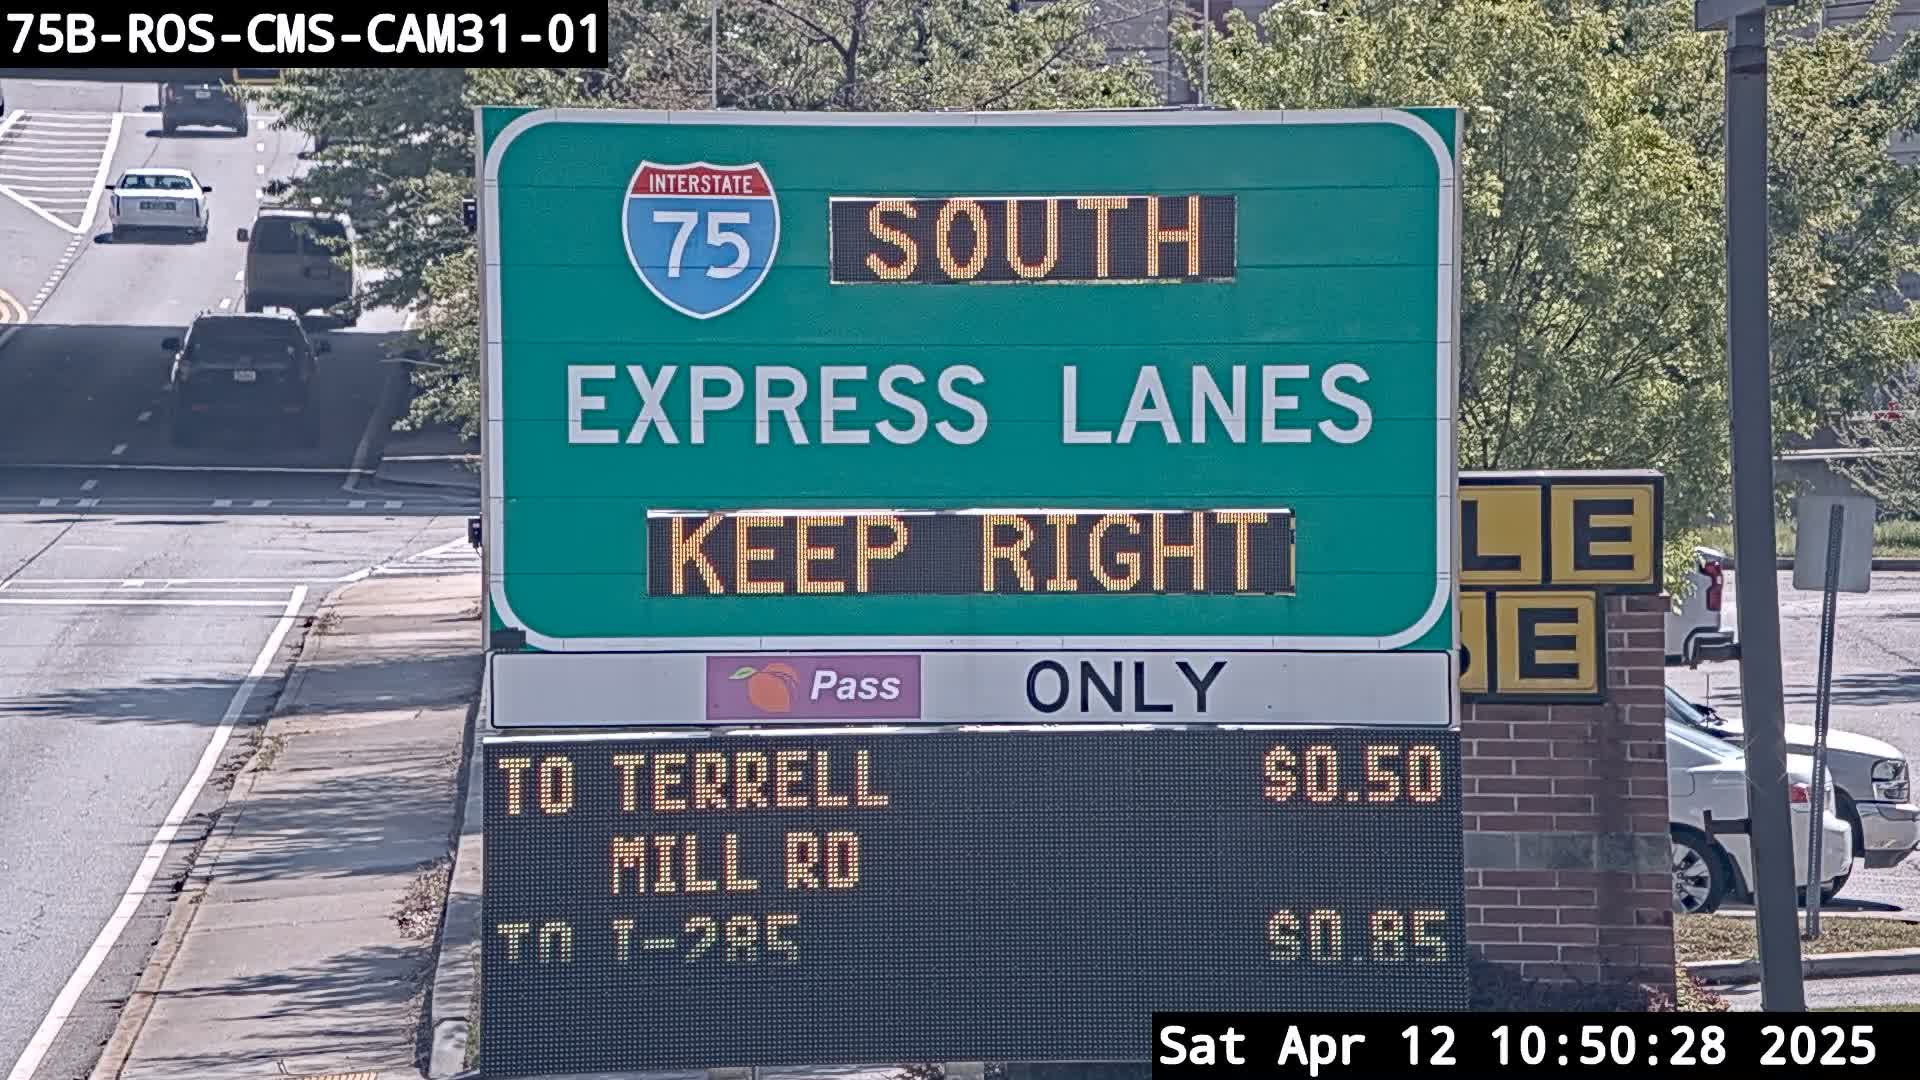 75B-ROS-CMS-CAM31-01
INTERSTATE
75
SOUTH
EXPRESS LANES
KEEP RIGHT
Pass ONLY
TO TERRELL $0.50
MILL RD
TO I-285 $0.85
LE
E
Sat Apr 12 10:50:28 2025